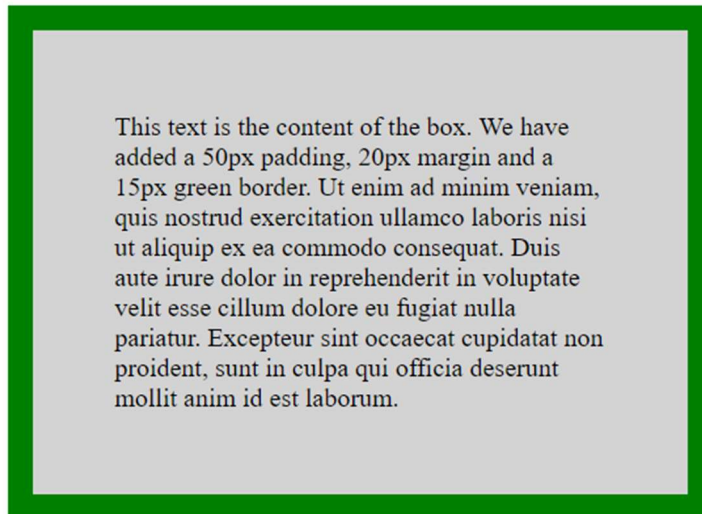 This text is the content of the box. We have
added a 50px padding, 20px margin and a
15px green border. Ut enim ad minim veniam,
quis nostrud exercitation ullamco laboris nisi
ut aliquip ex ea commodo consequat. Duis
aute irure dolor in reprehenderit in voluptate
velit esse cillum dolore eu fugiat nulla
pariatur. Excepteur sint occaecat cupidatat non
proident, sunt in culpa qui officia deserunt
mollit anim id est laborum.